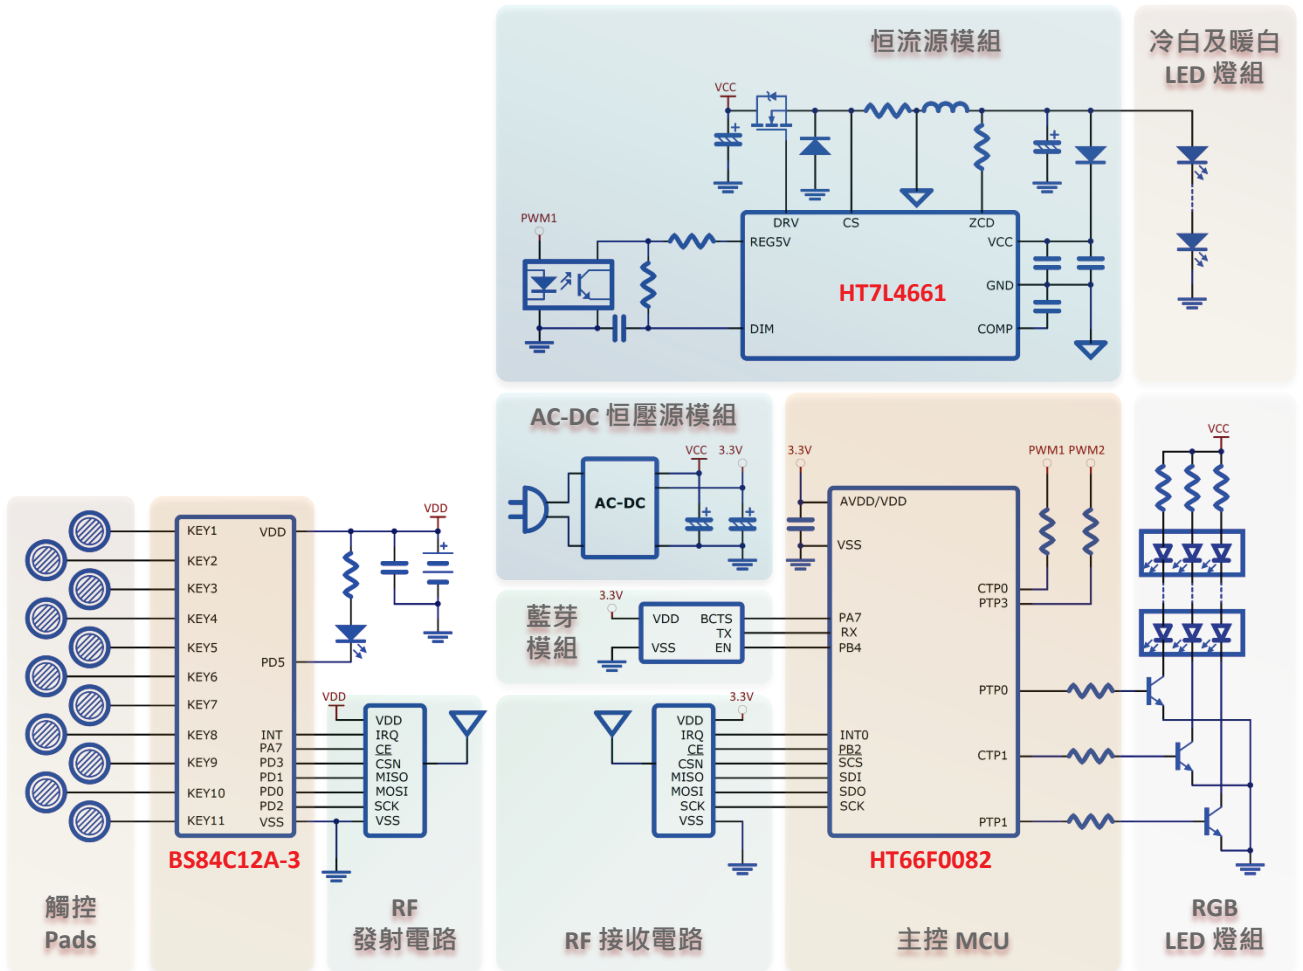 恒流源模組
冷白及暖白
LED 燈組
VCC
DRV
CS
ZCD
PWM1
REG5V
VCC
HT7L4661
GND
DIM
COMP
AC-DC 恒壓源模組
VCC
3.3V
AC-DC
3.3V
PWM1
PWM2
AVDD/VDD
VSS
CTP0
PTP3
PA7
RX
PB4
PTP0
INT0
PB2
CTP1
SCS
SDI
SDO
SCK
PTP1
HT66F0082
主控 MCU
VCC
RGB
LED 燈組
藍芽
模組
3.3V
VDD
BCTS
TX
VSS
EN
3.3V
VDD
IRQ
CE
CSN
MISO
MOSI
SCK
VSS
RF 接收電路
KEY1
KEY2
KEY3
KEY4
KEY5
KEY6
KEY7
KEY8
KEY9
KEY10
KEY11
VDD
PD5
INT
PA7
PD3
PD1
PD0
PD2
VSS
BS84C12A-3
VDD
VDD
VDD
IRQ
CE
CSN
MISO
MOSI
SCK
VSS
觸控
Pads
RF
發射電路